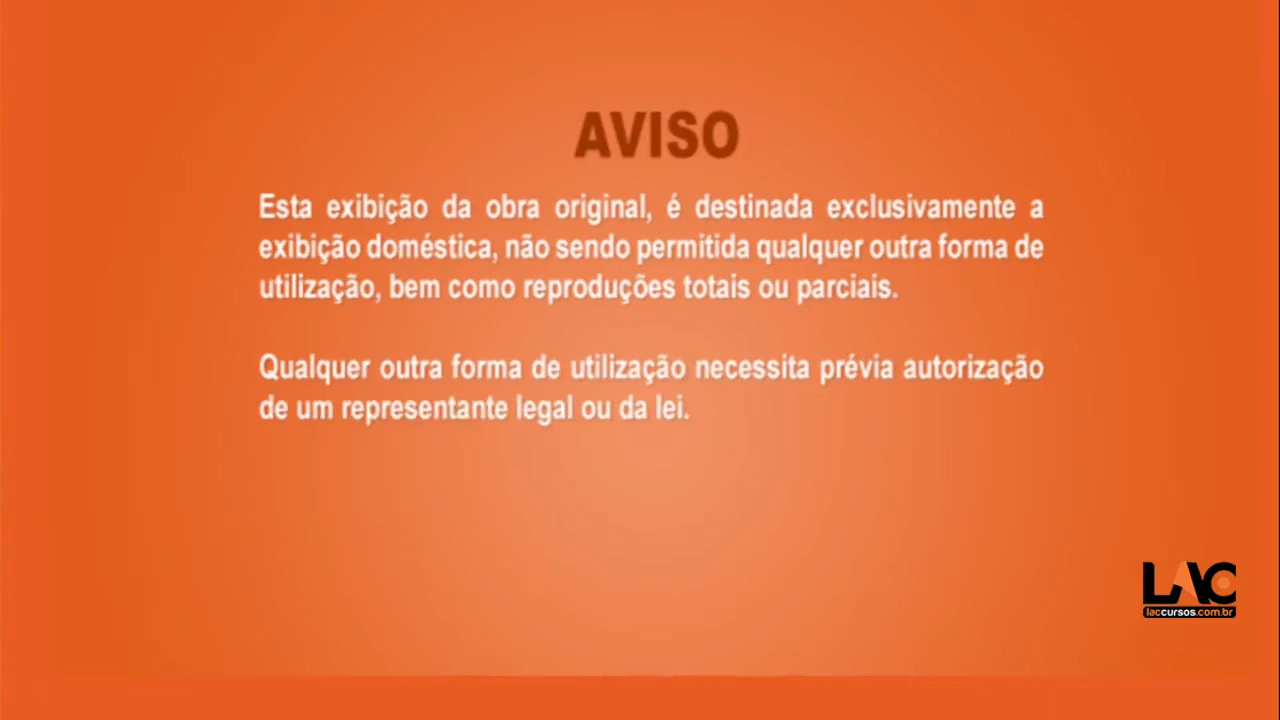 AVISO
Esta exibição da obra original, é destinada exclusivamente a
exibição doméstica, não sendo permitida qualquer outra forma de
utilização, bem como reproduções totais ou parciais.
Qualquer outra forma de utilização necessita prévia autorização
de um representante legal ou da lei.
LAC
laccursos.com.br